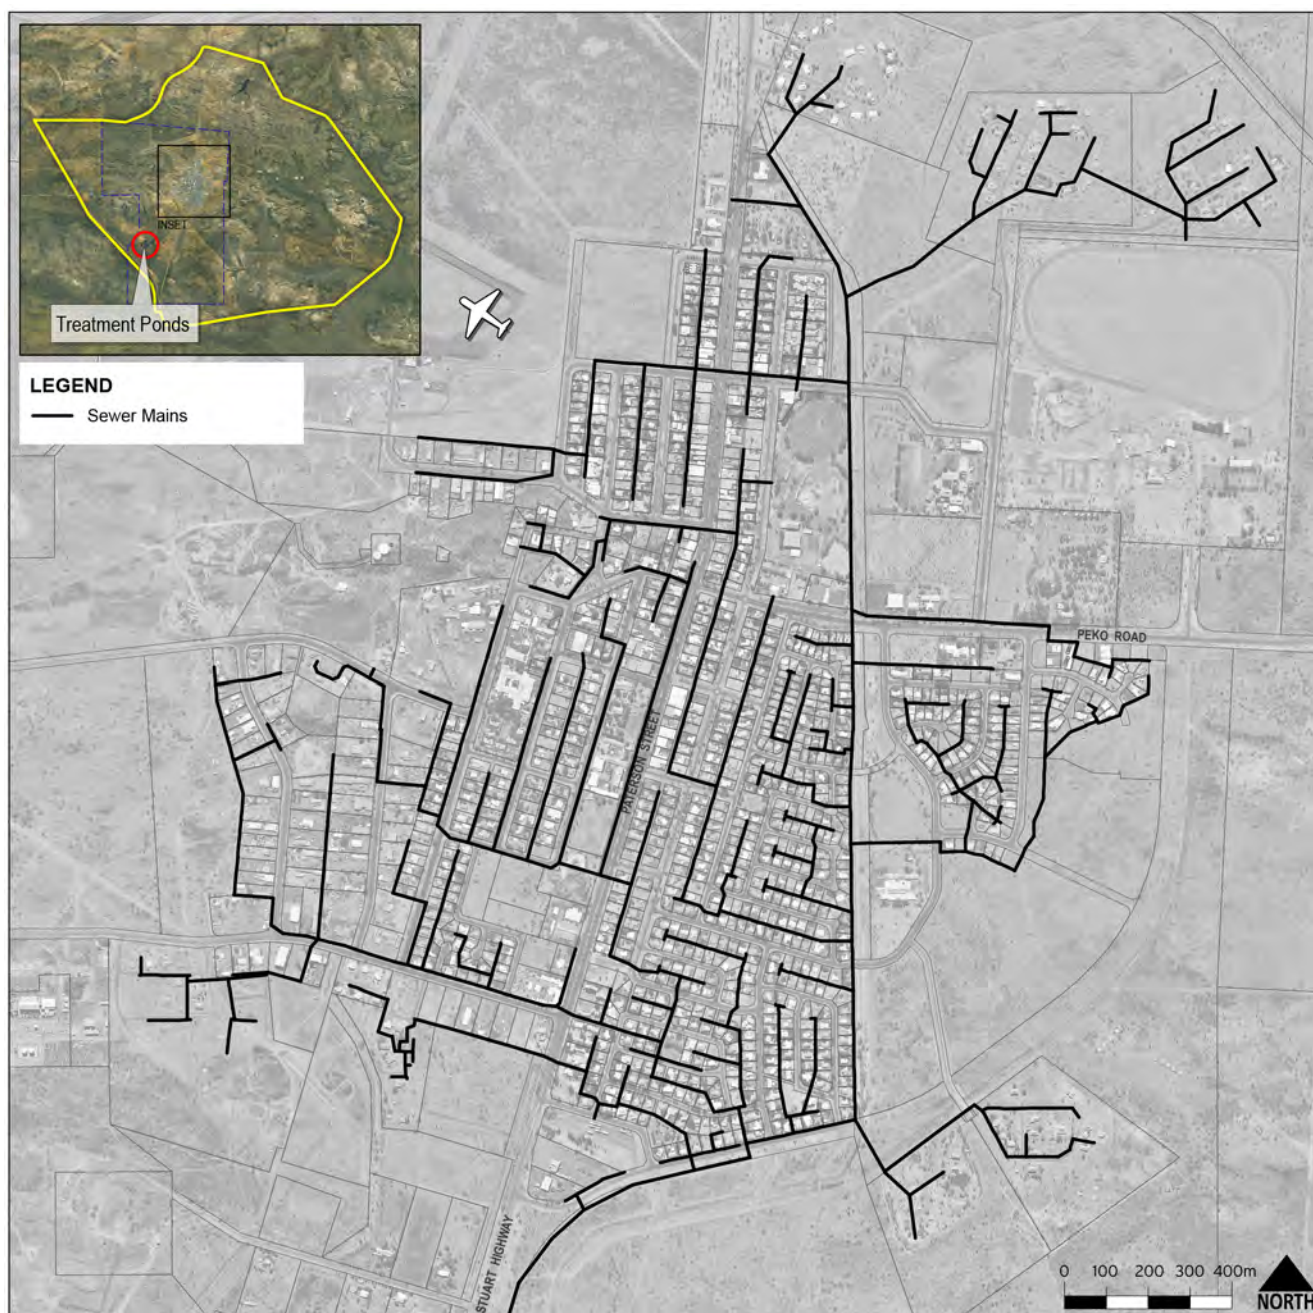 INSET
Treatment Ponds
LEGEND
Sewer Mains
PEKO ROAD
PATERSON STREET
STUART HIGHWAY
0 100 200 300 400m
NORTH